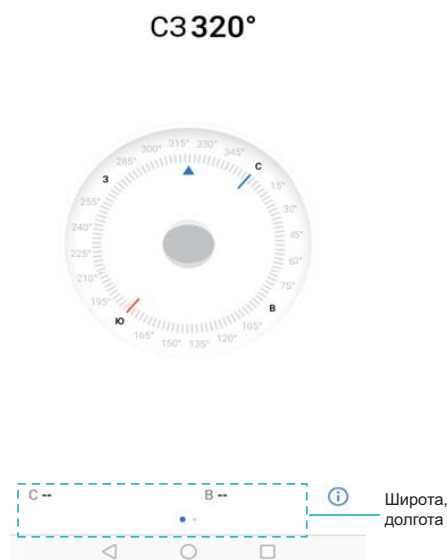 СЗ 320°
315° 330°
300° 345°
285° С
З 15°
255° 30°
240° 45°
225° 60°
210° 75°
195° В
Ю 105°
165° 120°
150° 135°
С -- В --
Широта,
долгота